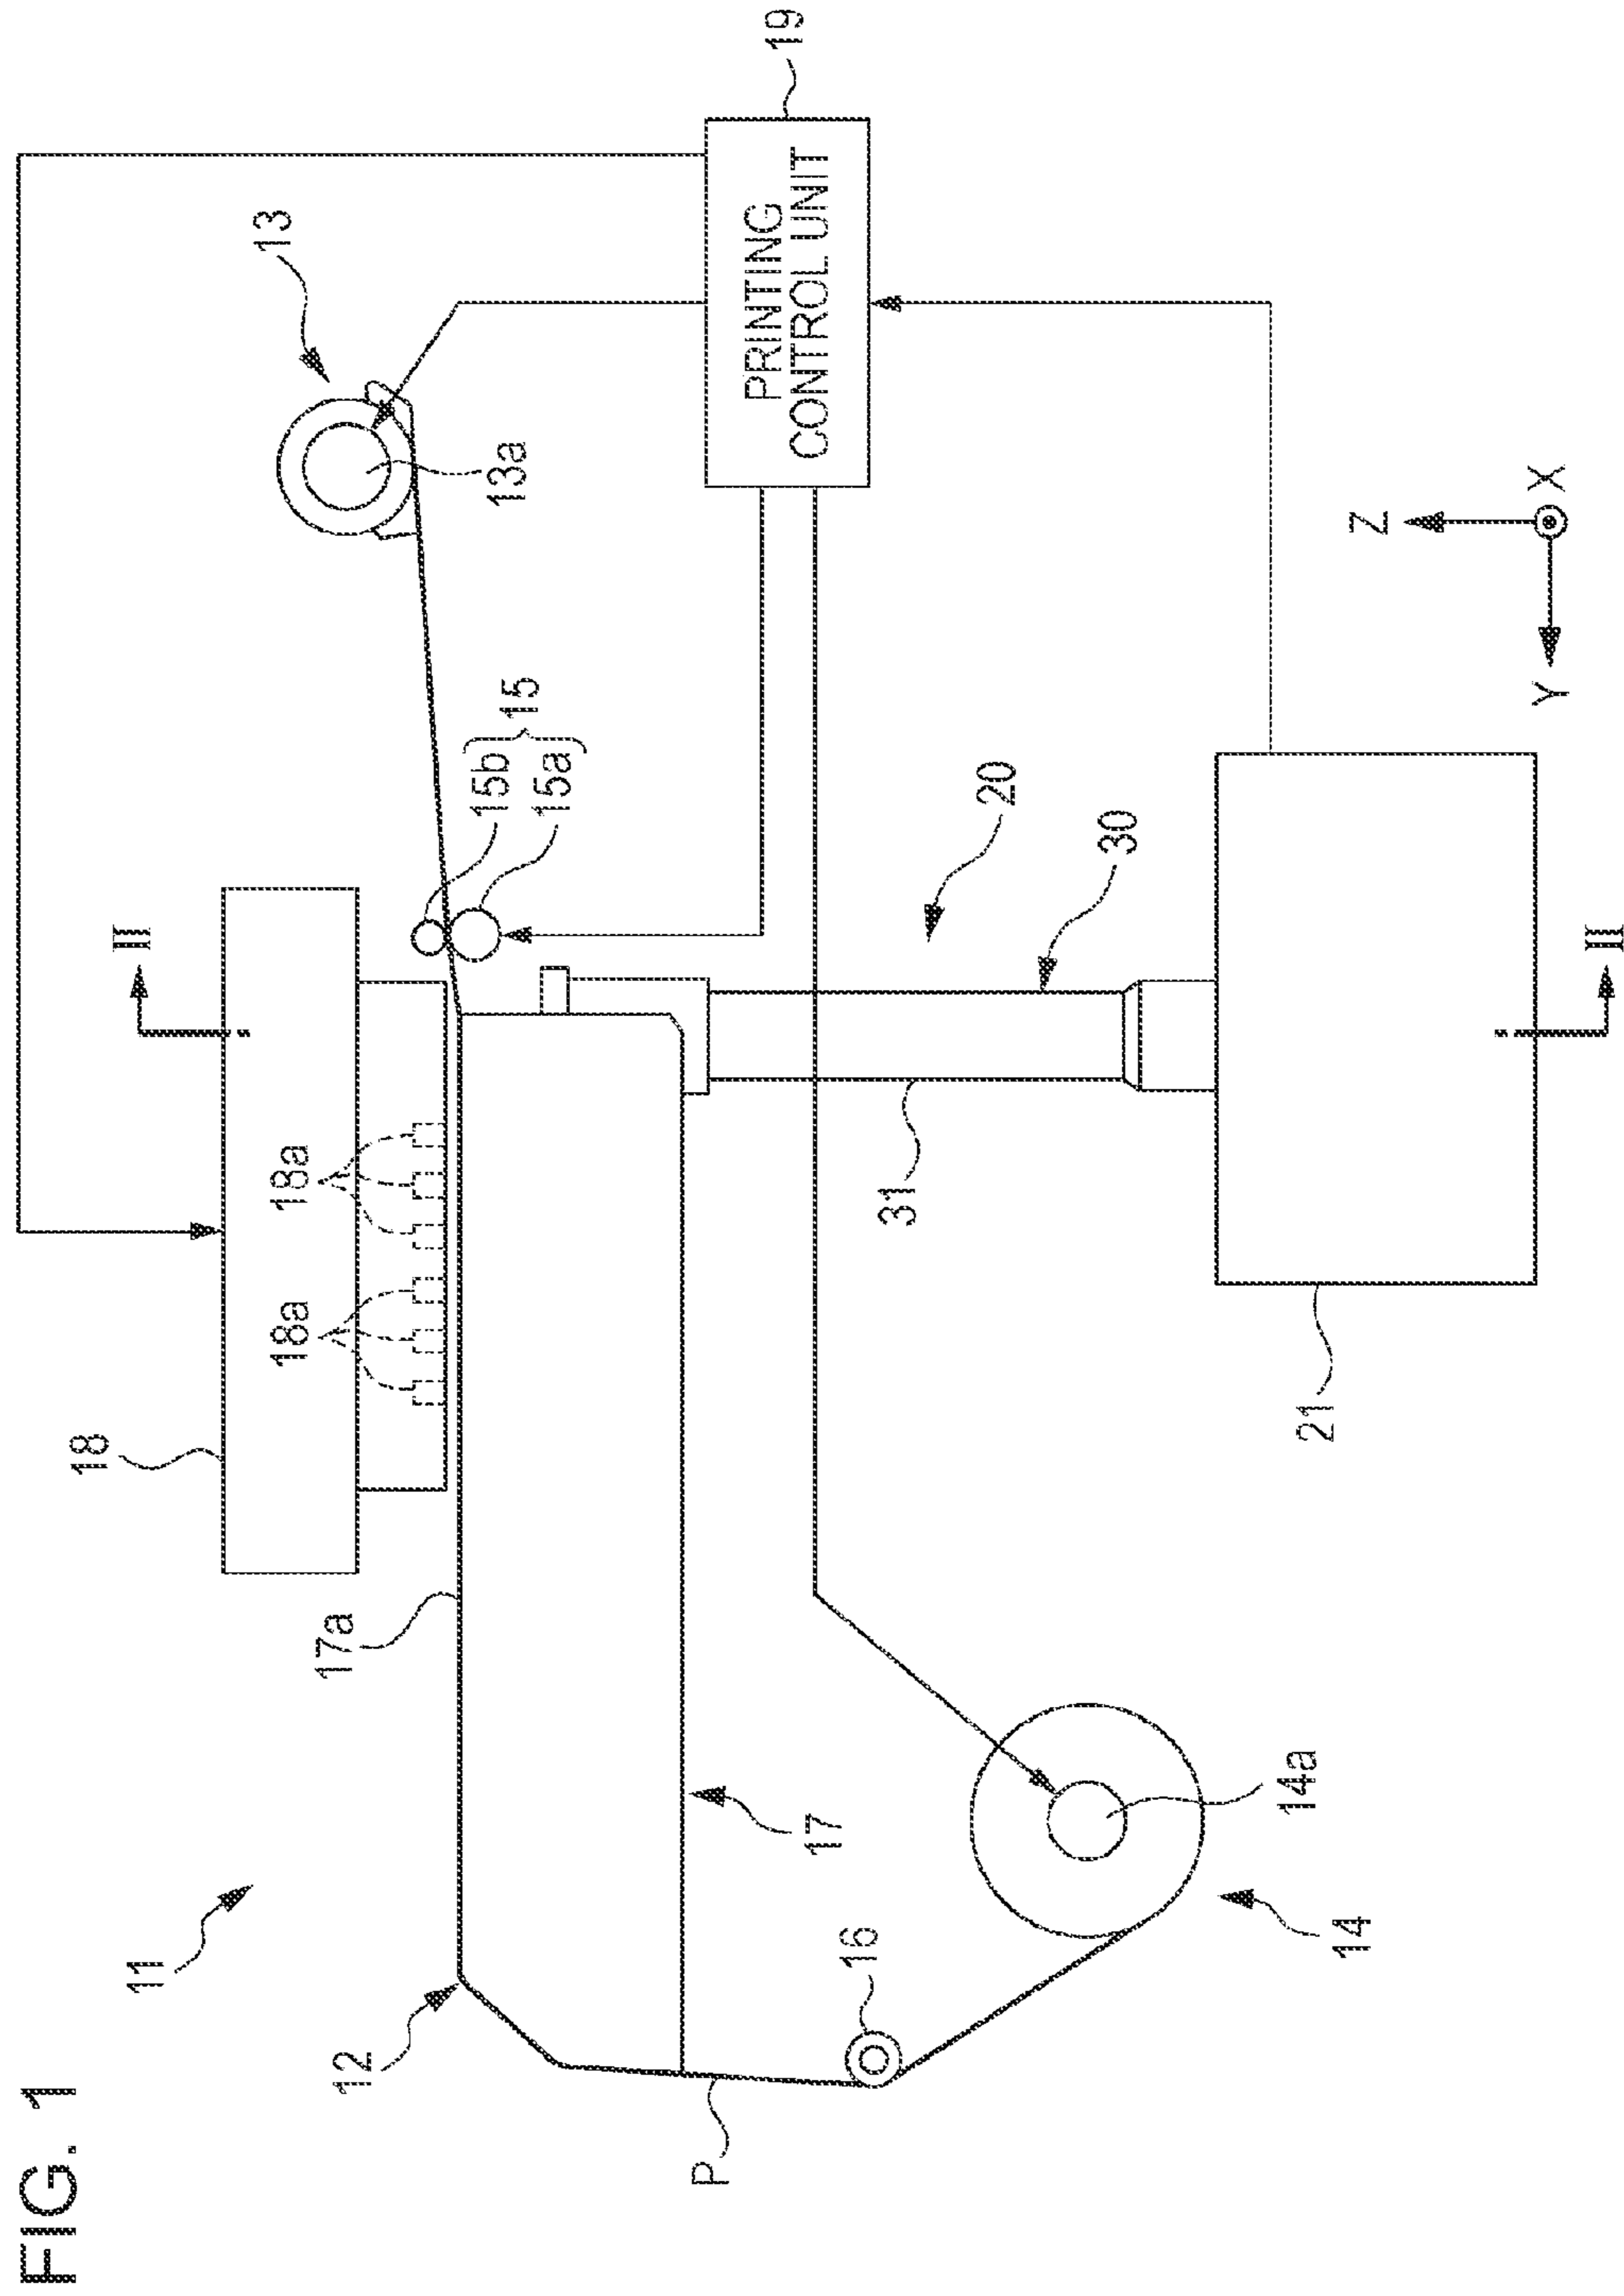 FIG. 1
11
12
P
17a
18
18a
18a
II
13
13a
15b
15a
15
19
PRINTING
CONTROL UNIT
20
30
31
17
16
14a
14
21
II
Z
X
Y